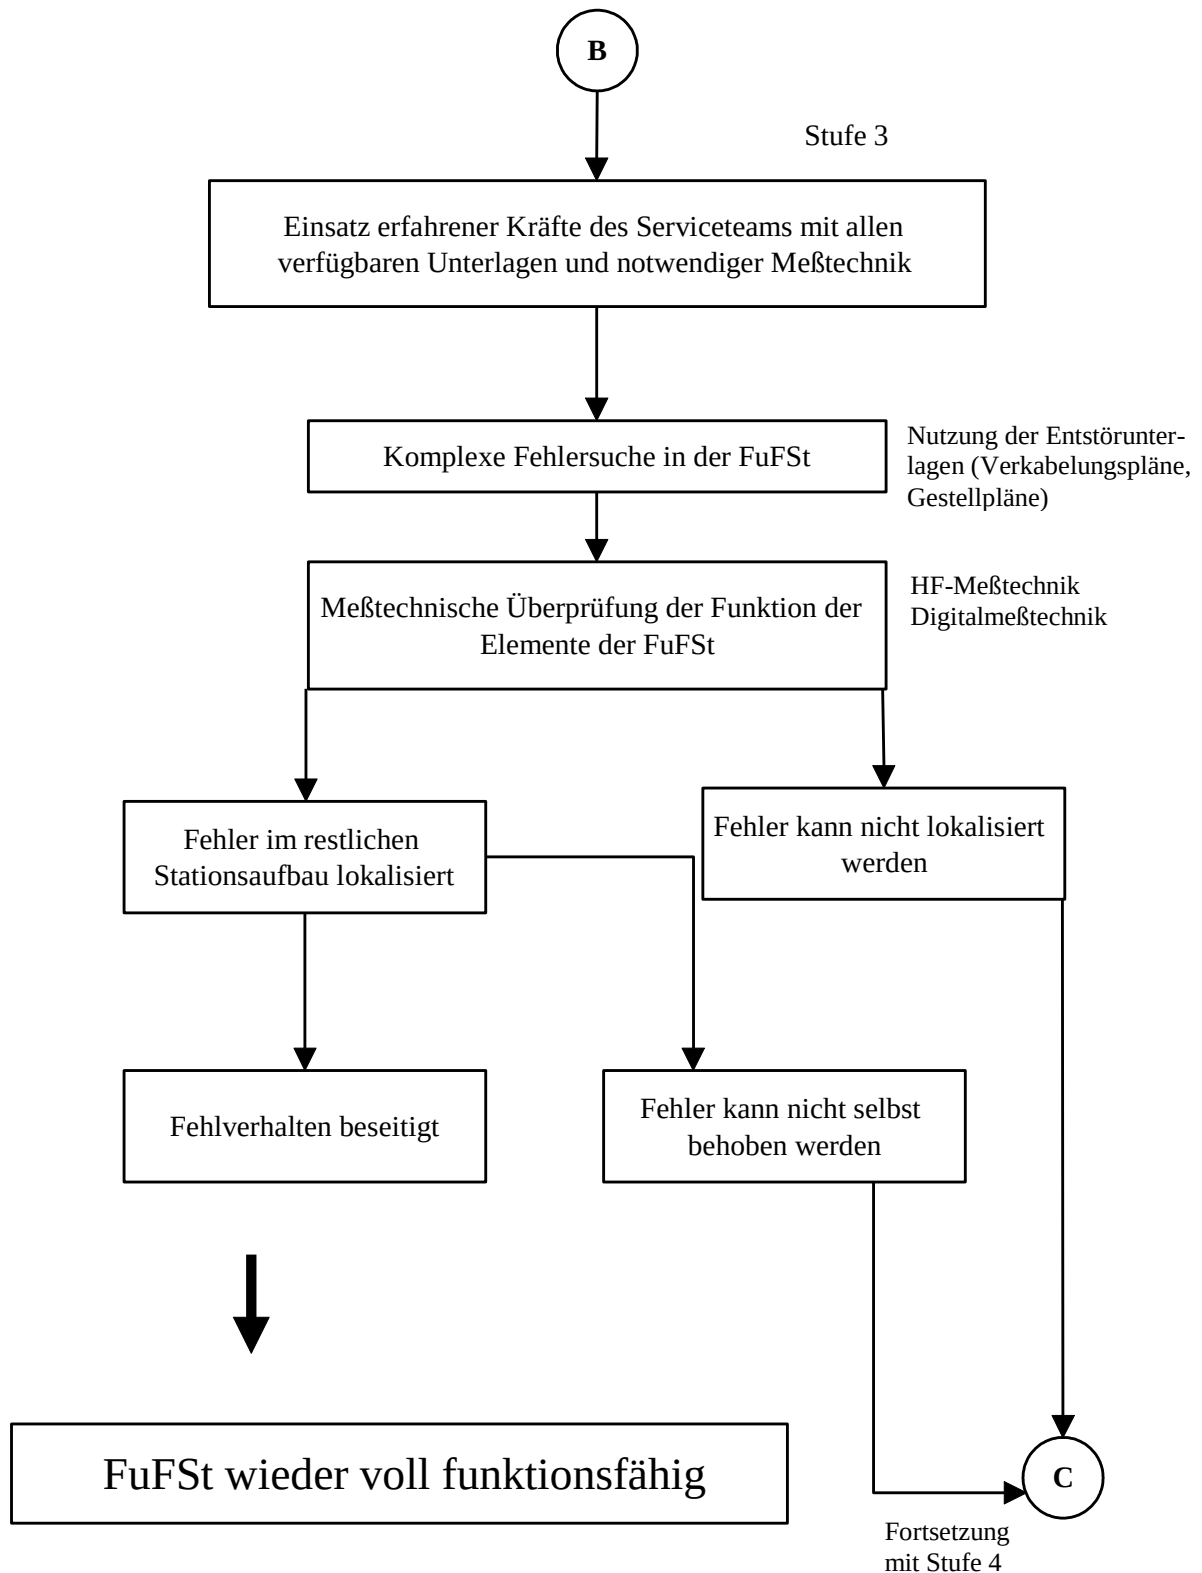 B
Stufe 3
Einsatz erfahrener Kräfte des Serviceteams mit allen
verfügbaren Unterlagen und notwendiger Meßtechnik
Komplexe Fehlersuche in der FuFSt
Nutzung der Entstörunter-
lagen (Verkabelungspläne,
Gestellpläne)
Meßtechnische Überprüfung der Funktion der
Elemente der FuFSt
HF-Meßtechnik
Digitalmeßtechnik
Fehler im restlichen
Stationsaufbau lokalisiert
Fehler kann nicht lokalisiert
werden
Fehlverhalten beseitigt
Fehler kann nicht selbst
behoben werden
FuFSt wieder voll funktionsfähig
C
Fortsetzung
mit Stufe 4